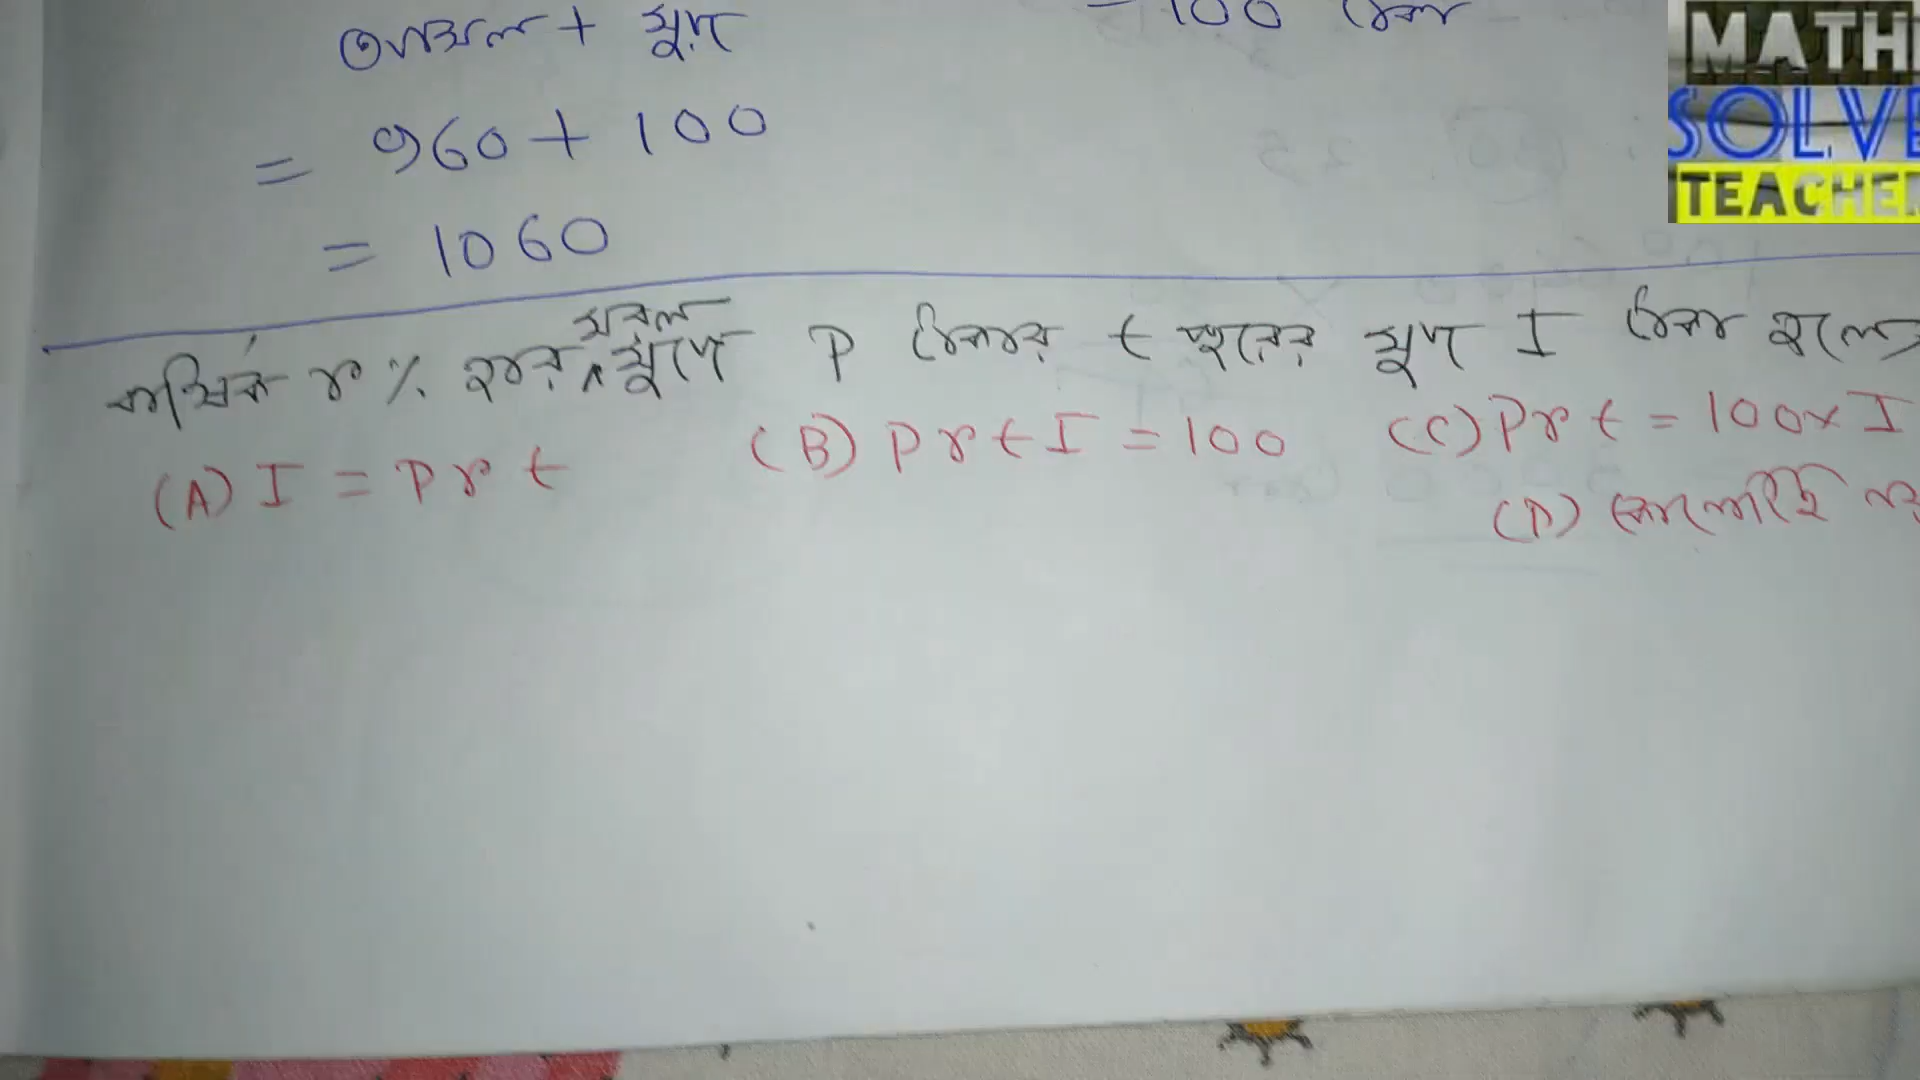 আসল + সুদ
= 100 টাকা
= 960 + 100
= 1060
MATH
SOLVE
TEACHER
বার্ষিক r % হার সরল সুদে P টাকার t বছরের সুদ I টাকা হলে
(A) I = Prt (B) PrtI = 100 (C) Prt = 100 × I
(D) কোনোটিই নয়